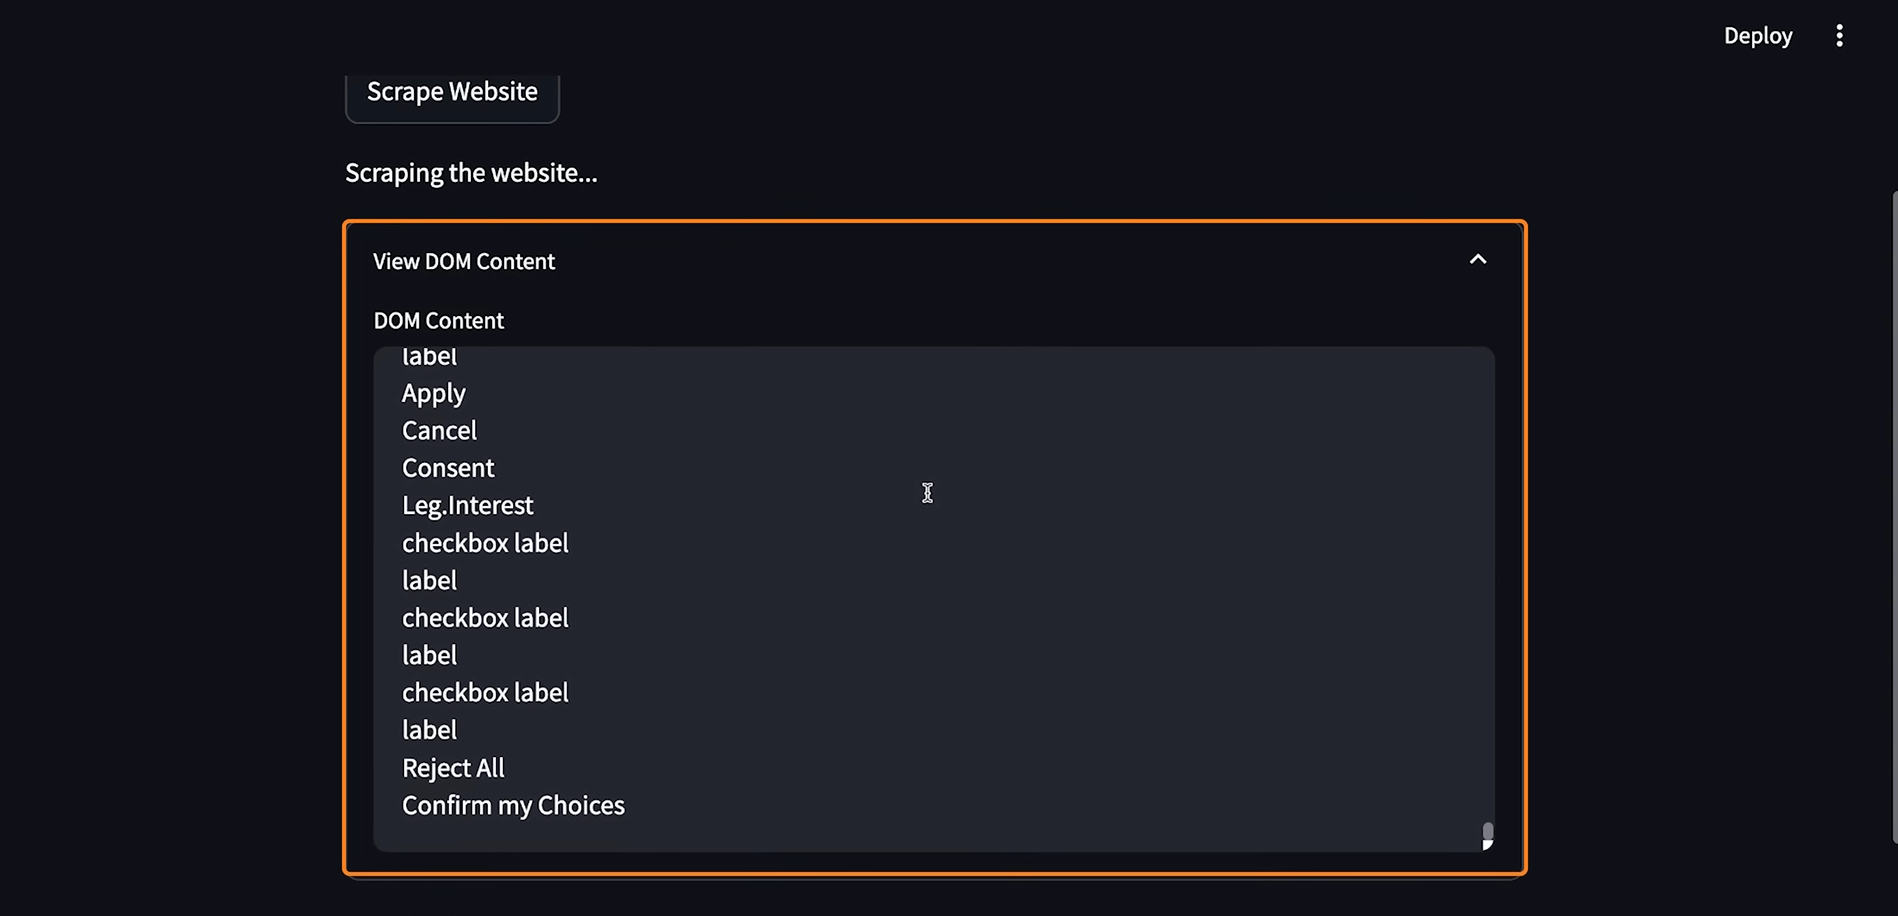 Deploy
Scrape Website
Scraping the website...
View DOM Content
DOM Content
label
Apply
Cancel
Consent
Leg.Interest
checkbox label
label
checkbox label
label
checkbox label
label
Reject All
Confirm my Choices